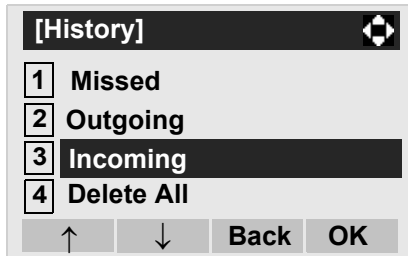 [History]
1 Missed
2 Outgoing
3 Incoming
4 Delete All
↑ ↓ Back OK